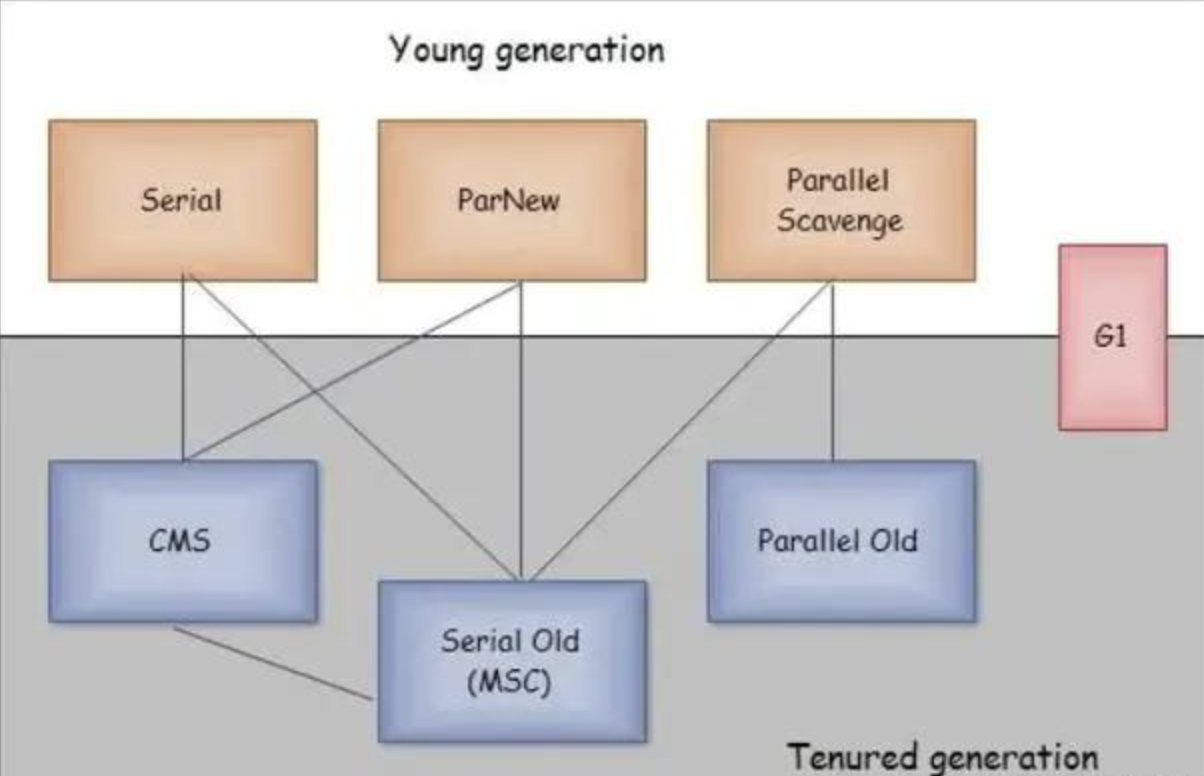 Young generation
Serial
ParNew
Parallel
Scavenge
G1
CMS
Parallel Old
Serial Old
(MSC)
Tenured generation